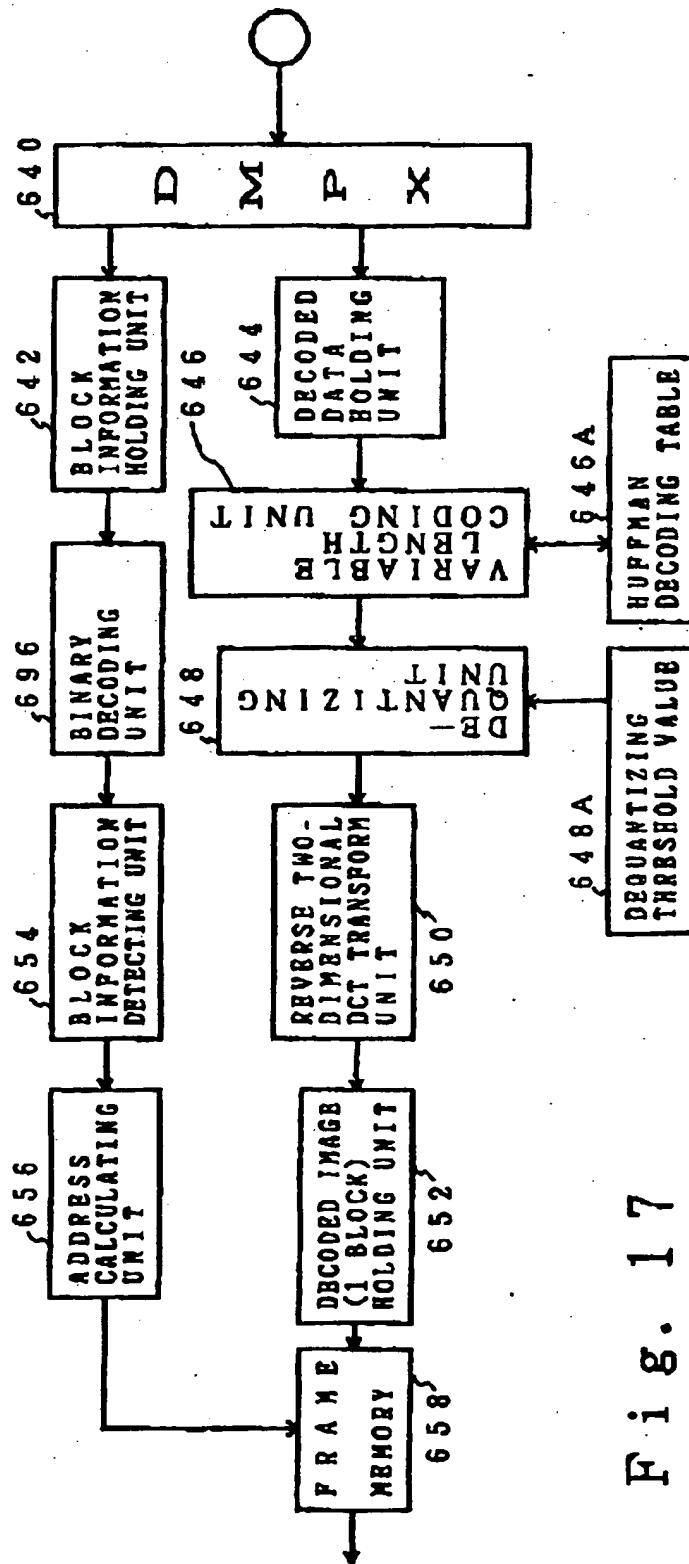 640
DMPX
642
BLOCK
INFORMATION
HOLDING UNIT
644
DECODED
DATA
HOLDING
UNIT
696
BINARY
DECODING
UNIT
646
VARIABLE
LENGTH
CODING UNIT
646A
HUFFMAN
DECODING TABLE
648
DE-
QUANTIZING
UNIT
648A
DEQUANTIZING
THRESHOLD VALUE
654
BLOCK
INFORMATION
DETECTING UNIT
650
REVERSE TWO-
DIMENSIONAL
DCT TRANSFORM
UNIT
656
ADDRESS
CALCULATING
UNIT
652
DECODED IMAGE
(1 BLOCK)
HOLDING UNIT
658
FRAME
MEMORY
Fig. 17